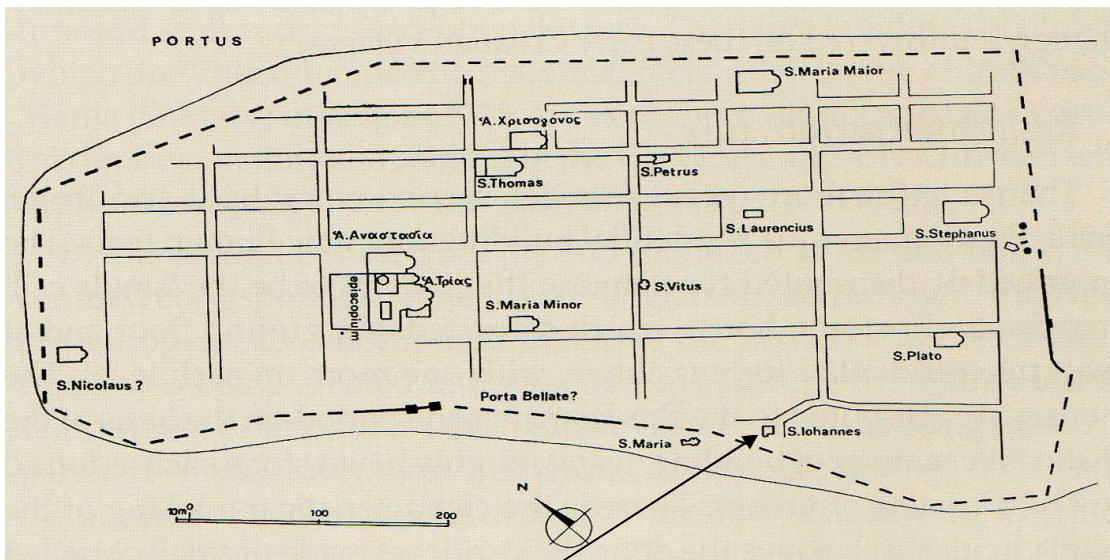 PORTUS
S.Maria Maior
Ἁ.Χρισογονος
S.Thomas
S.Petrus
S.Laurencius
S.Stephanus
Ἁ.Αναστασία
Ἁ.Τρίας
episcopium
S.Maria Minor
S.Vitus
S.Plato
S.Nicolaus ?
Porta Bellate?
S.Maria
S.Iohannes
N
10m 0 100 200